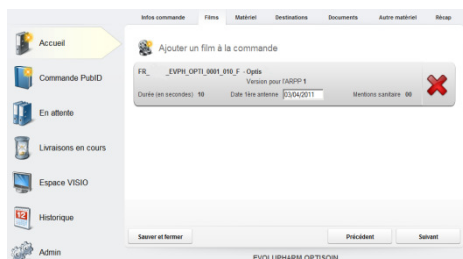 Infos commande Films Matériel Destinations Documents Autre matériel Récap
Accueil
Commande PubID
En attente
Livraisons en cours
Espace VISIO
Historique
Admin
Ajouter un film à la commande
FR_ _EVPH_OPTI_0001_010_F - Optis
Version pour l'ARPP 1
Durée (en secondes) 10 Date 1ère antenne 03/04/2011 Mentions sanitaire 00
Sauver et fermer Précédent Suivant
EVOLUPHARM OPTISOIN